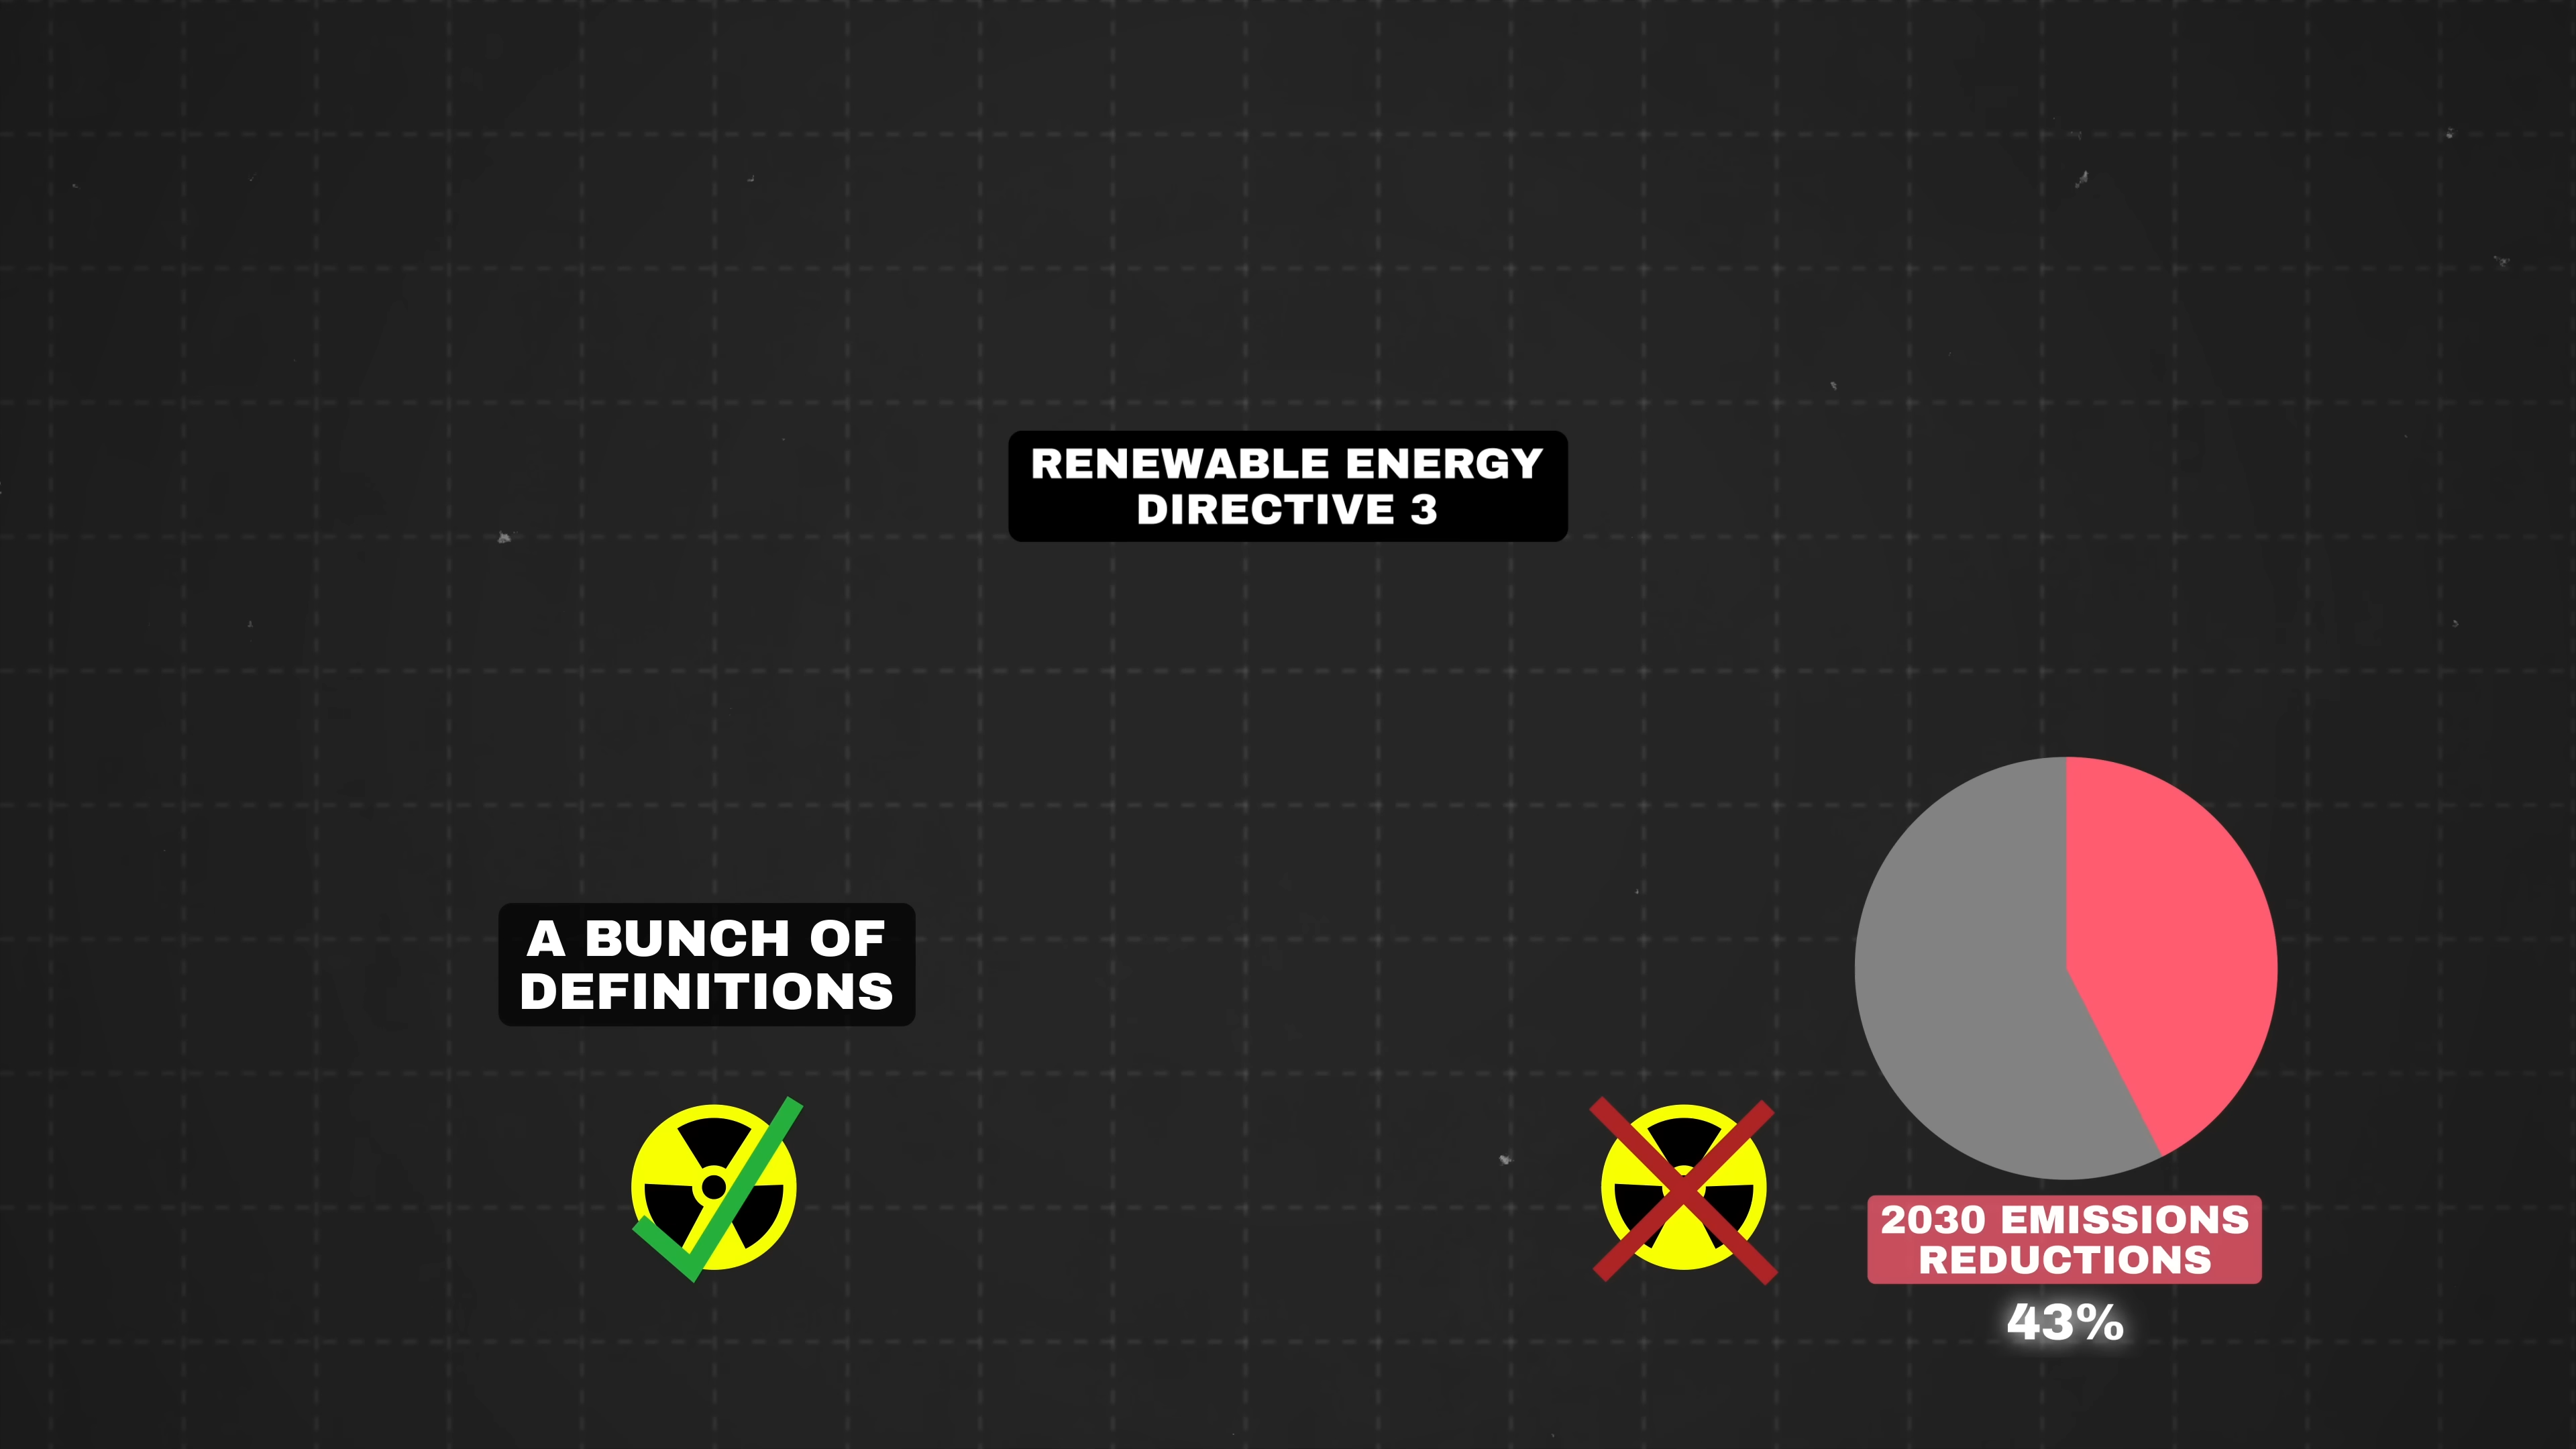 RENEWABLE ENERGY
DIRECTIVE 3
A BUNCH OF
DEFINITIONS
2030 EMISSIONS
REDUCTIONS
43%